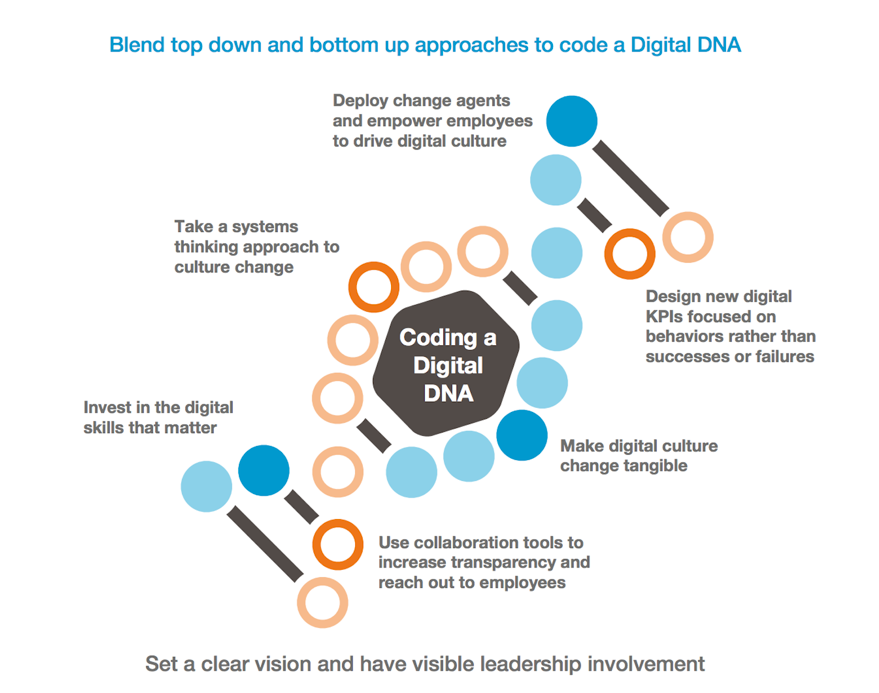 Blend top down and bottom up approaches to code a Digital DNA
Deploy change agents
and empower employees
to drive digital culture
Take a systems
thinking approach to
culture change
Design new digital
KPIs focused on
behaviors rather than
successes or failures
Coding a
Digital
DNA
Invest in the digital
skills that matter
Make digital culture
change tangible
Use collaboration tools to
increase transparency and
reach out to employees
Set a clear vision and have visible leadership involvement